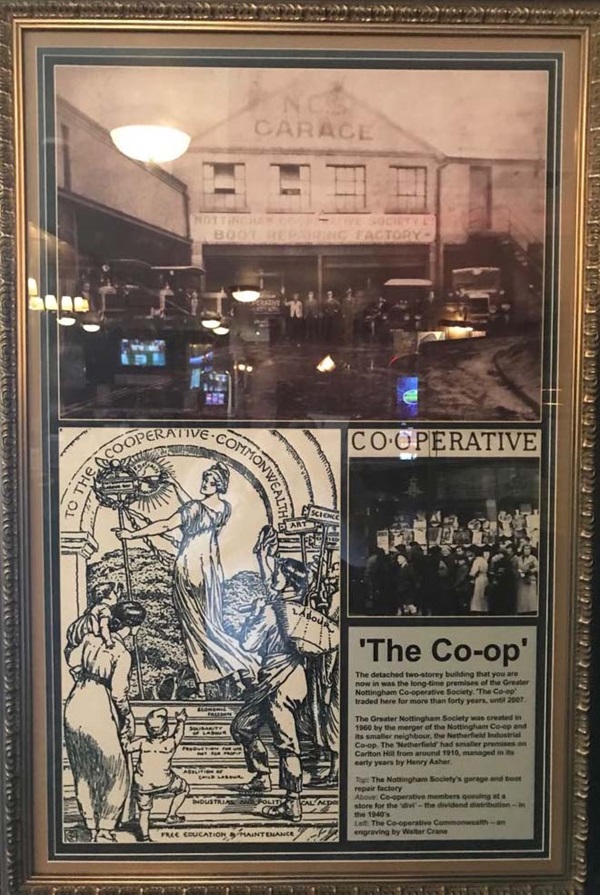 N.C.S
GARAGE
NOTTINGHAM CO-OPERATIVE SOCIETY LTD
BOOT REPAIRING FACTORY
TO THE COOPERATIVE · COMMONWEALTH
SCIENCE
ART
LABOUR
ECONOMIC FREEDOM
SOLIDARITY OF LABOUR
PRODUCTION FOR USE NOT FOR PROFIT
ABOLITION OF CHILD LABOUR
INDUSTRIAL AND POLITICAL ACTION
FREE EDUCATION & MAINTENANCE
CO·OPERATIVE
'The Co-op'
The detached two-storey building that you are
now in was the long-time premises of the Greater
Nottingham Co-operative Society. 'The Co-op'
traded here for more than forty years, until 2007.
The Greater Nottingham Society was created in
1960 by the merger of the Nottingham Co-op and
its smaller neighbour, the Netherfield Industrial
Co-op. The 'Netherfield' had smaller premises on
Carlton Hill from around 1910, managed in its
early years by Henry Asher.
Top: The Nottingham Society's garage and boot
repair factory
Above: Co-operative members queuing at a
store for the 'divi' – the dividend distribution – in
the 1940's
Left: The Co-operative Commonwealth – an
engraving by Walter Crane